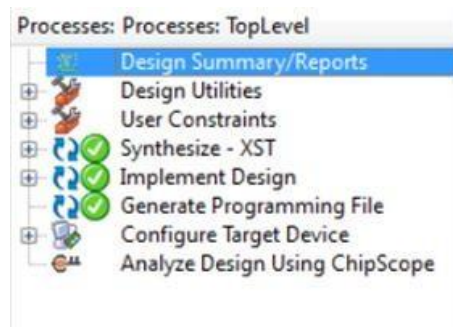 Processes: Processes: TopLevel
Design Summary/Reports
Design Utilities
User Constraints
Synthesize - XST
Implement Design
Generate Programming File
Configure Target Device
Analyze Design Using ChipScope